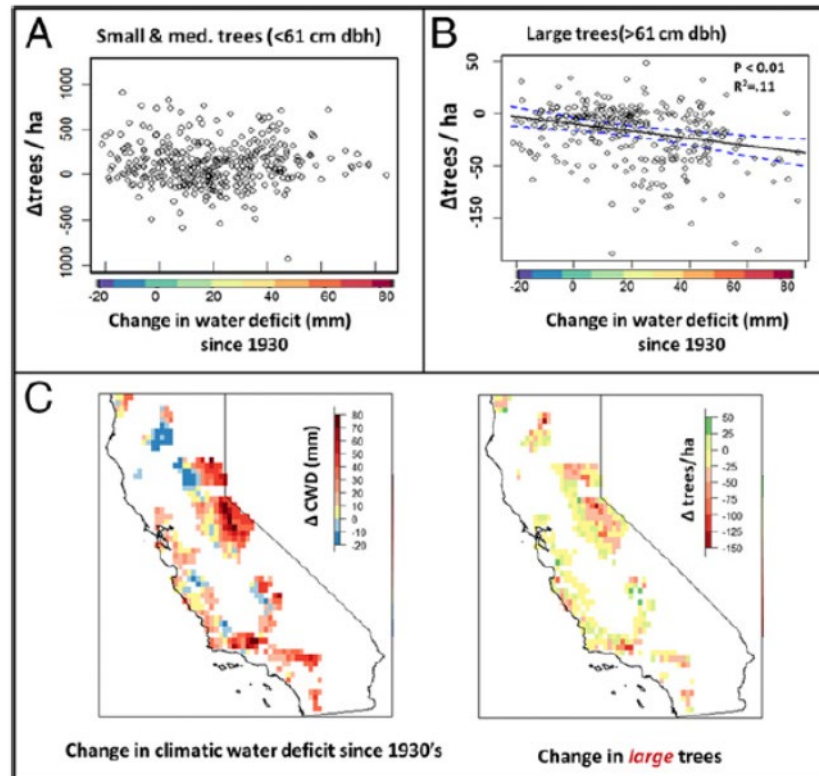 A
Small & med. trees (<61 cm dbh)
Δtrees / ha
1000
500
0
-500
1000
-20 0 20 40 60 80
Change in water deficit (mm)
since 1930
B
Large trees(>61 cm dbh)
P < 0.01
R²=.11
Δtrees / ha
50
0
-50
-150
-20 0 20 40 60 80
Change in water deficit (mm)
since 1930
C
Δ CWD (mm)
80
70
60
50
40
30
20
10
0
-10
-20
Δ trees/ha
50
25
0
-25
-50
-75
-100
-125
-150
Change in climatic water deficit since 1930's
Change in large trees